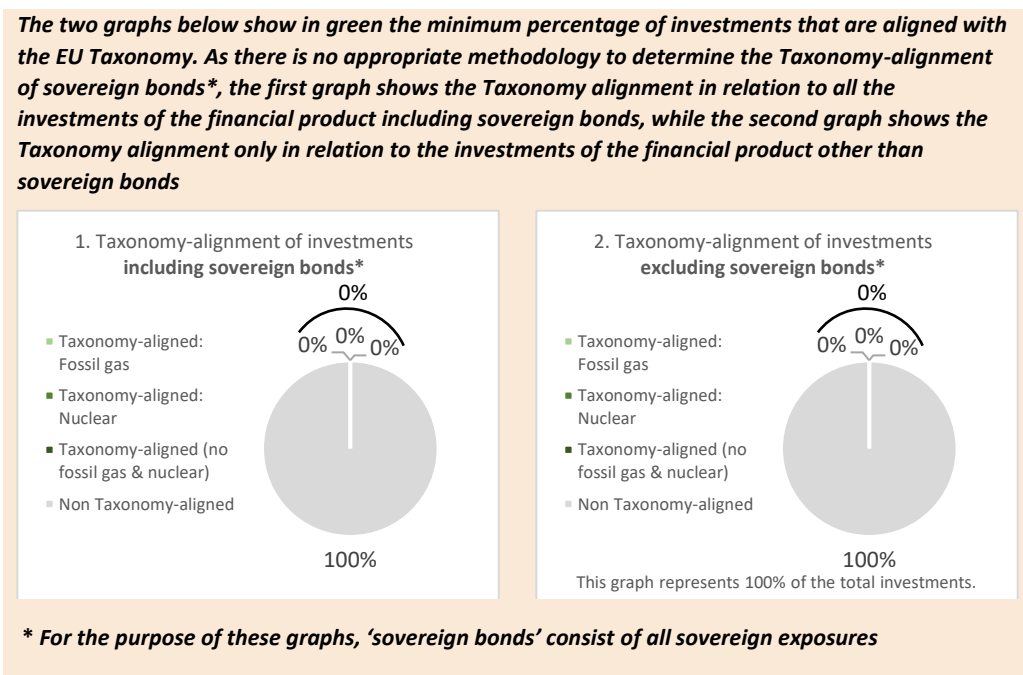 The two graphs below show in green the minimum percentage of investments that are aligned with
the EU Taxonomy. As there is no appropriate methodology to determine the Taxonomy-alignment
of sovereign bonds*, the first graph shows the Taxonomy alignment in relation to all the
investments of the financial product including sovereign bonds, while the second graph shows the
Taxonomy alignment only in relation to the investments of the financial product other than
sovereign bonds
1. Taxonomy-alignment of investments
including sovereign bonds*
0%
0% 0% 0%
Taxonomy-aligned:
Fossil gas
Taxonomy-aligned:
Nuclear
Taxonomy-aligned (no
fossil gas & nuclear)
Non Taxonomy-aligned
100%
2. Taxonomy-alignment of investments
excluding sovereign bonds*
0%
0% 0% 0%
Taxonomy-aligned:
Fossil gas
Taxonomy-aligned:
Nuclear
Taxonomy-aligned (no
fossil gas & nuclear)
Non Taxonomy-aligned
100%
This graph represents 100% of the total investments.
* For the purpose of these graphs, ‘sovereign bonds’ consist of all sovereign exposures